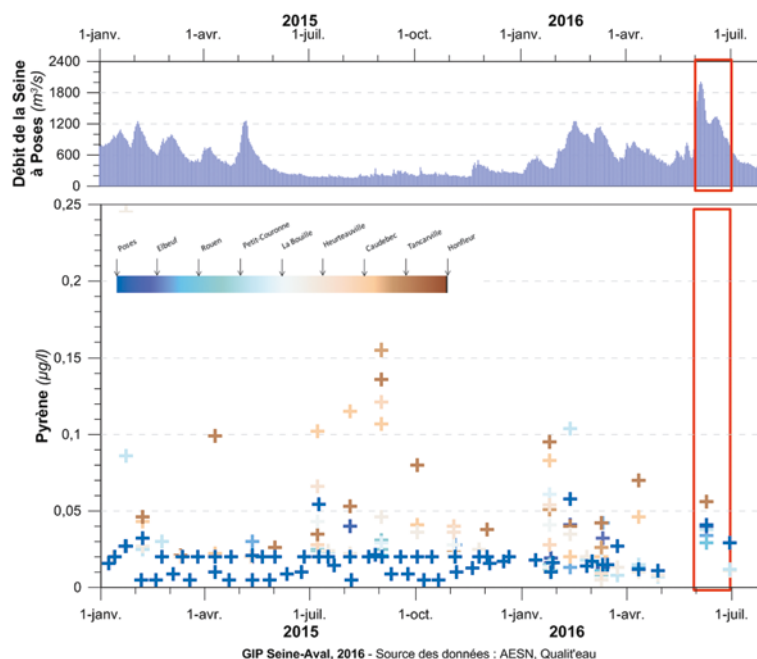 2015 2016
1-janv. 1-avr. 1-juil. 1-oct. 1-janv. 1-avr. 1-juil.
Débit de la Seine
à Poses (m³/s)
2400
1800
1200
600
0
Pyrène (µg/l)
0,25
0,2
0,15
0,1
0,05
0
Poses Elbeuf Rouen Petit-Couronne La Bouille Heurteauville Caudebec Tancarville Honfleur
1-janv. 1-avr. 1-juil. 1-oct. 1-janv. 1-avr. 1-juil.
2015 2016
GIP Seine-Aval, 2016 - Source des données : AESN, Qualit'eau